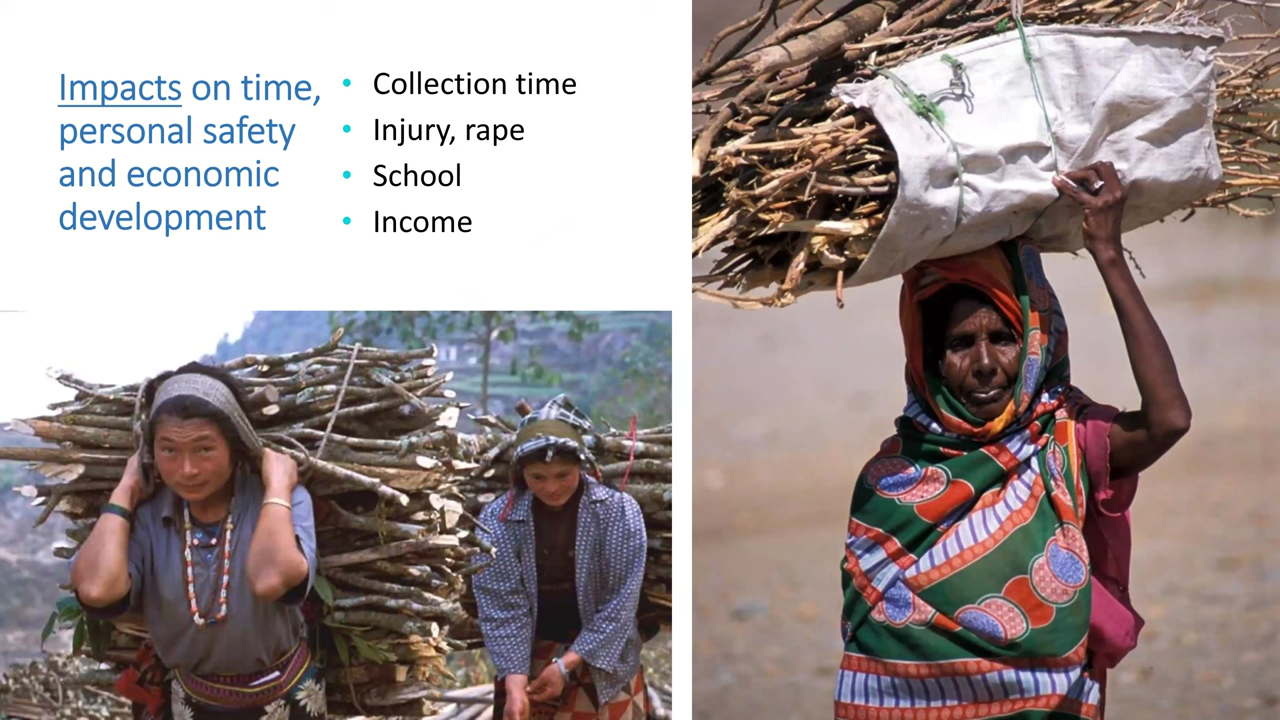 Impacts on time,
personal safety
and economic
development
• Collection time
• Injury, rape
• School
• Income